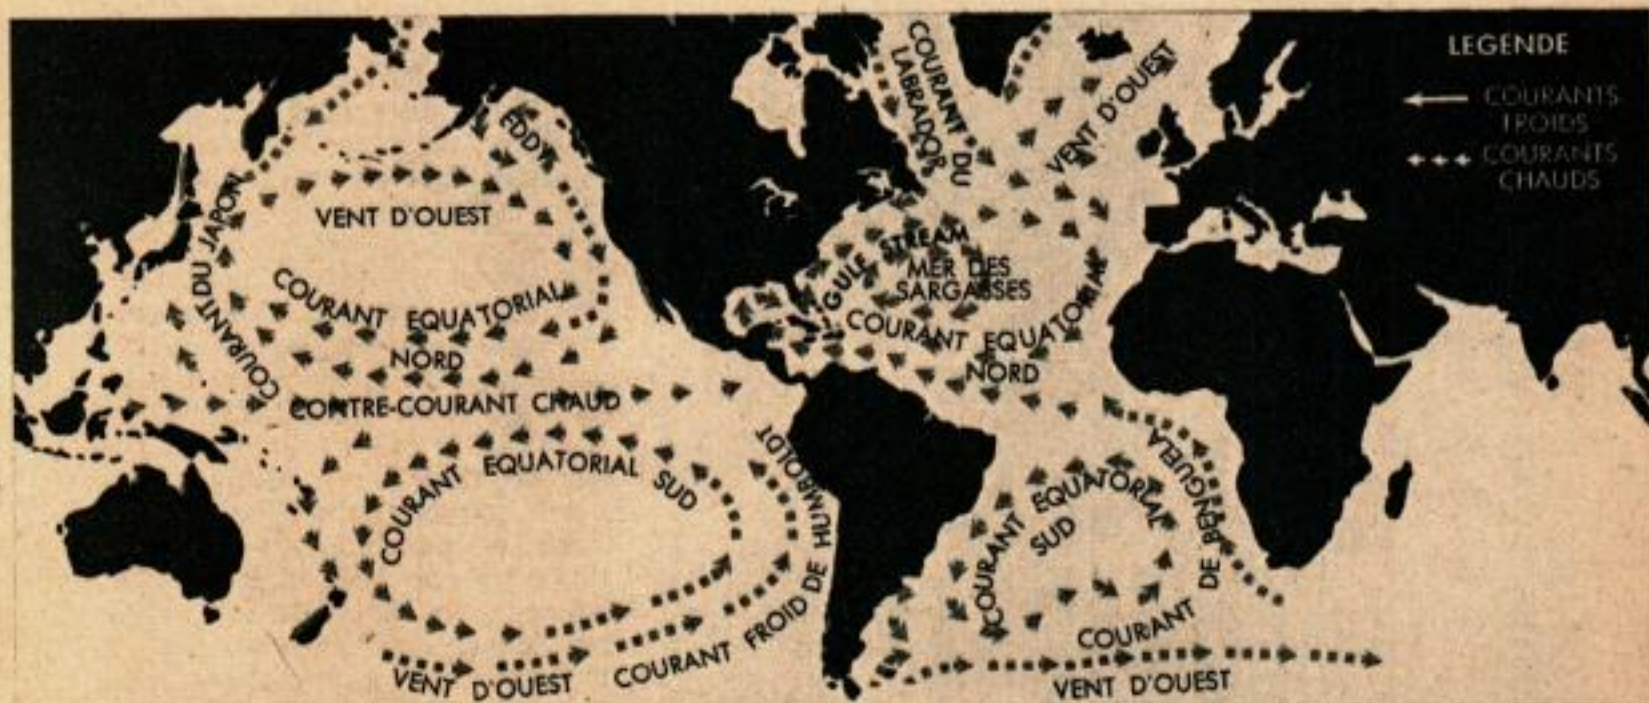 LEGENDE
COURANTS
FROIDS
COURANTS
CHAUDS
COURANT DU
LABRADOR
VENT D'OUEST
EDDY
VENT D'OUEST
COURANT DU JAPON
GULF STREAM
MER DES
SARGASSES
COURANT EQUATORIAL
NORD
COURANT EQUATORIAL
NORD
CONTRE-COURANT CHAUD
COURANT EQUATORIAL SUD
COURANT FROID DE HUMBOLDT
COURANT EQUATORIAL
SUD
COURANT DE BENGUELA
VENT D'OUEST
VENT D'OUEST